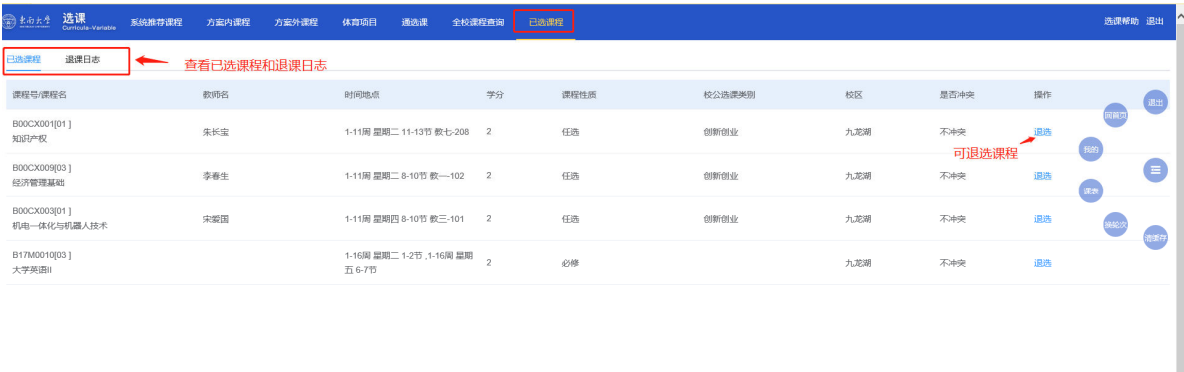 东南大学 选课 系统推荐课程 方案内课程 方案外课程 体育项目 通选课 全校课程查询 已选课程 选课帮助 退出
Curricula-Variable
已选课程 退课日志 查看已选课程和退课日志
课程号/课程名 教师名 时间地点 学分 课程性质 校公选课类别 校区 是否冲突 操作
退出
回首页
B00CX001[01 ]
知识产权 朱长宝 1-11周 星期二 11-13节 教七-208 2 任选 创新创业 九龙湖 不冲突 退选
可退选课程 我的
B00CX009[03 ]
经济管理基础 李春生 1-11周 星期二 8-10节 教一-102 2 任选 创新创业 九龙湖 不冲突 退选
课表
B00CX003[01 ]
机电一体化与机器人技术 宋爱国 1-11周 星期四 8-10节 教三-101 2 任选 创新创业 九龙湖 不冲突 退选
换轮次
清缓存
B17M0010[03 ]
大学英语II 1-16周 星期二 1-2节 ,1-16周 星期
五 6-7节 2 必修 九龙湖 不冲突 退选